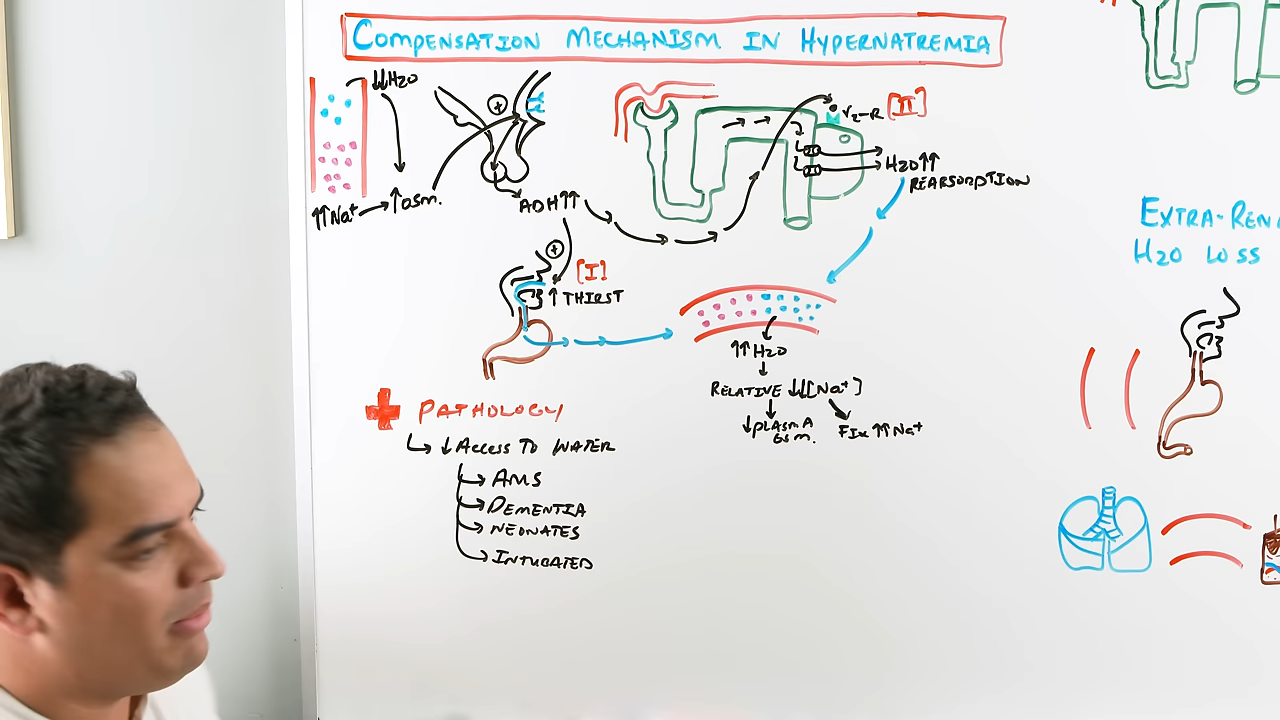 COMPENSATION MECHANISM IN HYPERNATREMIA
↓↓H2O
↑↑Na+ → ↑osm.
+
ADH↑↑
V2-R [II]
H2O↑↑
REABSORPTION
+
[I]
↑THIRST
↑↑H2O
RELATIVE ↓↓[Na+]
↓PLASMA
osm.
FIX ↑↑Na+
PATHOLOGY
↓ACCESS TO WATER
AMS
DEMENTIA
NEONATES
INTUBATED
EXTRA-REN
H2O LOSS